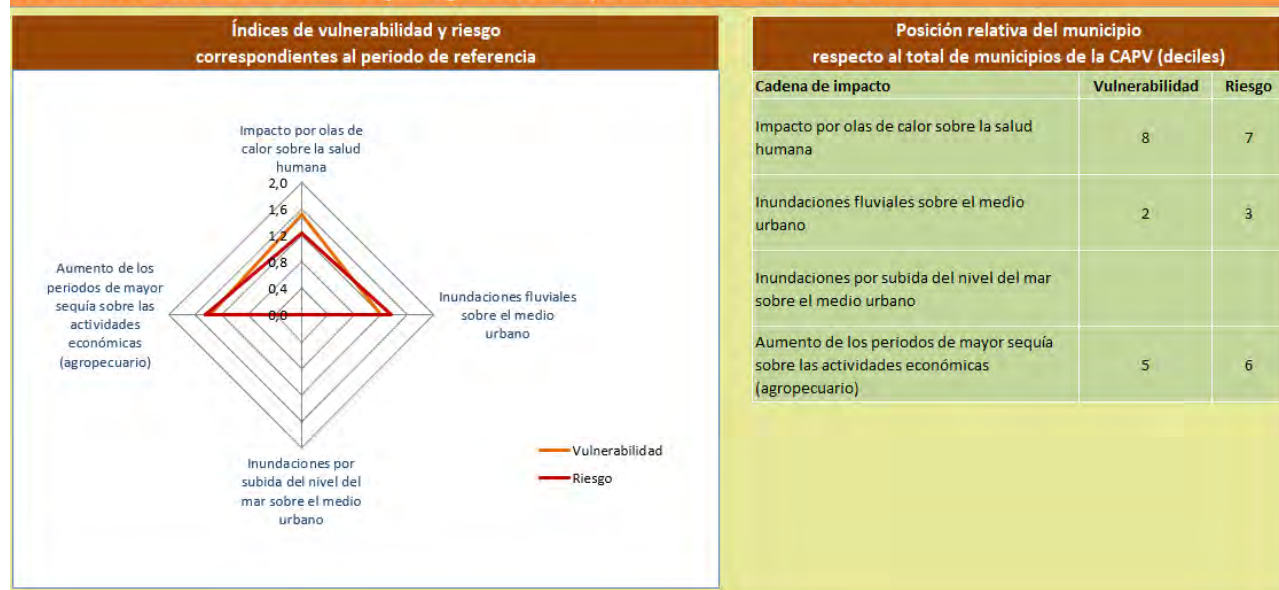 Índices de vulnerabilidad y riesgo
correspondientes al periodo de referencia
Impacto por olas de
calor sobre la salud
humana
2,0
1,6
1,2
0,8
0,4
0,0
Aumento de los
periodos de mayor
sequía sobre las
actividades
económicas
(agropecuario)
Inundaciones fluviales
sobre el medio
urbano
Inundaciones por
subida del nivel del
mar sobre el medio
urbano
Vulnerabilidad
Riesgo
Posición relativa del municipio
respecto al total de municipios de la CAPV (deciles)
Cadena de impacto Vulnerabilidad Riesgo
Impacto por olas de calor sobre la salud
humana 8 7
Inundaciones fluviales sobre el medio
urbano 2 3
Inundaciones por subida del nivel del mar
sobre el medio urbano
Aumento de los periodos de mayor sequía
sobre las actividades económicas 5 6
(agropecuario)